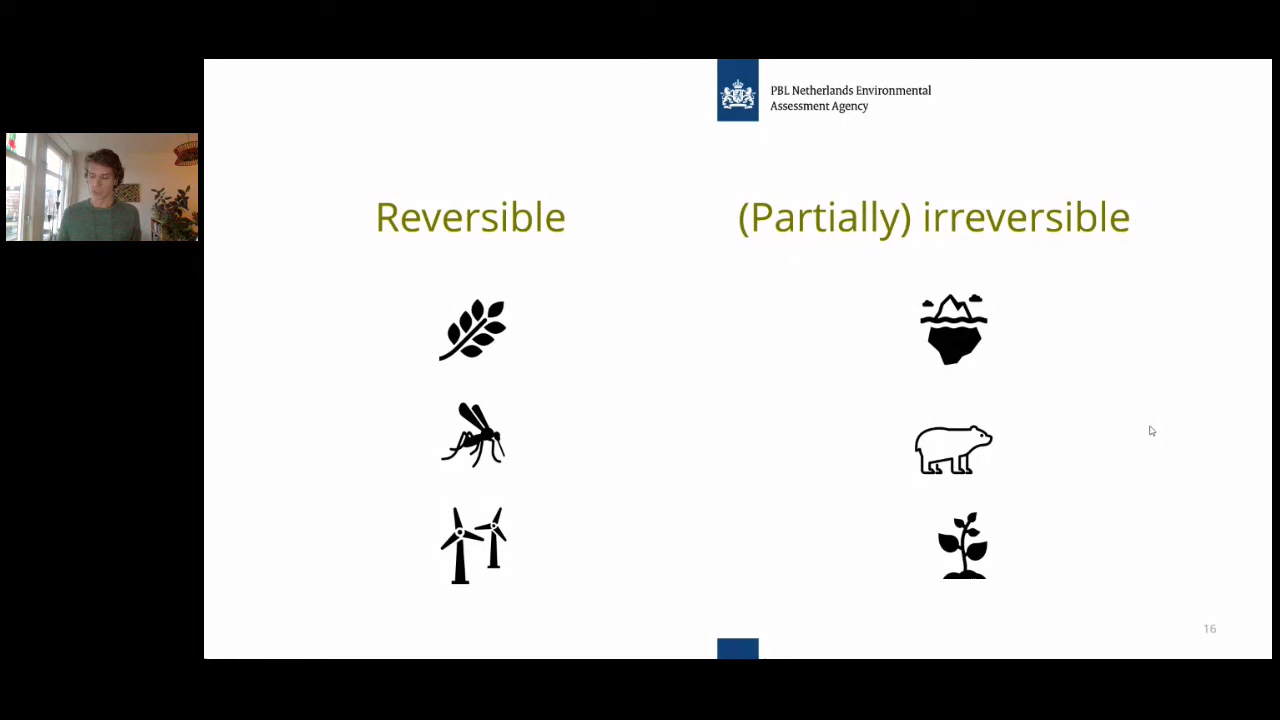 PBL Netherlands Environmental
Assessment Agency
Reversible
(Partially) irreversible
16